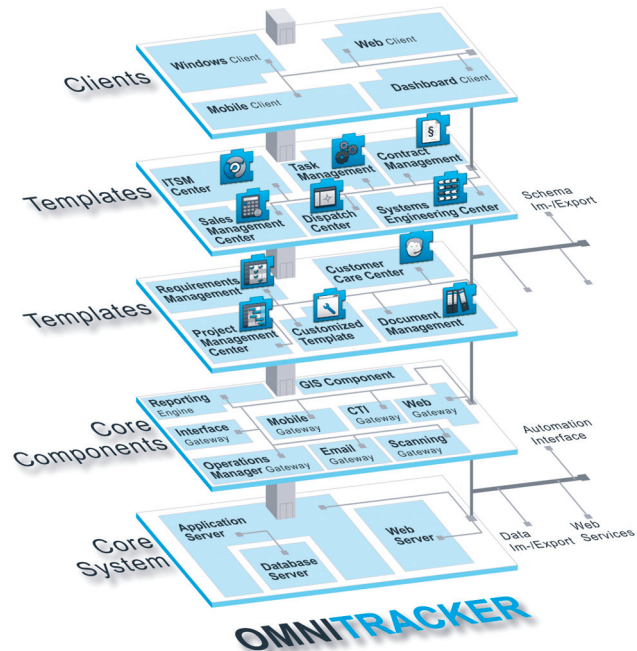 Clients
Windows Client
Web Client
Mobile Client
Dashboard Client
Templates
ITSM
Center
Task
Management
Contract
Management
§
Sales
Management
Center
Dispatch
Center
Systems
Engineering Center
Schema
Im-/Export
Templates
Requirements
Management
Customer
Care Center
Project
Management
Center
Customized
Template
Document
Management
Core
Components
Reporting
Engine
GIS Component
Interface
Gateway
Mobile
Gateway
CTI
Gateway
Web
Gateway
Operations
Manager Gateway
Email
Gateway
Scanning
Gateway
Automation
Interface
Core
System
Application
Server
Database
Server
Web
Server
Data
Im-/Export
Web
Services
OMNITRACKER